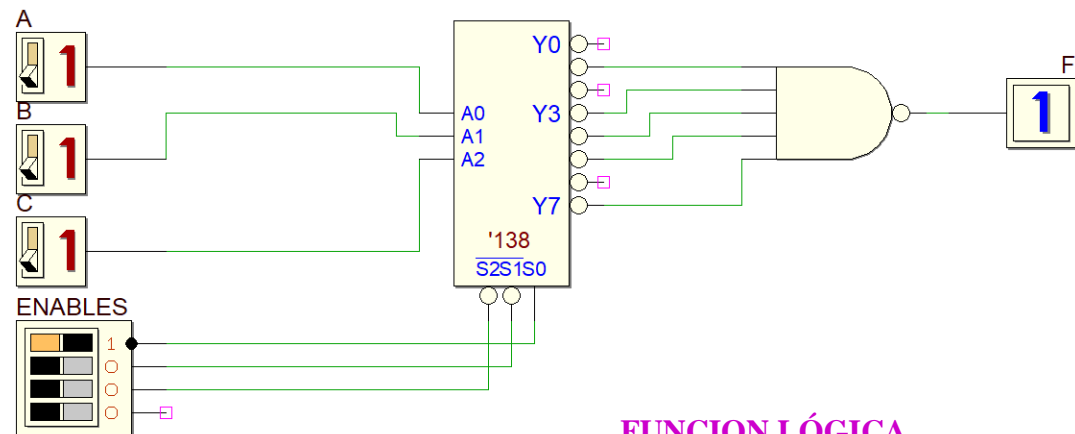 A
1
B
1
C
1
ENABLES
1
0
0
0
A0
A1
A2
Y0
Y3
Y7
'138
S2S1S0
F
1
FUNCION LÓGICA